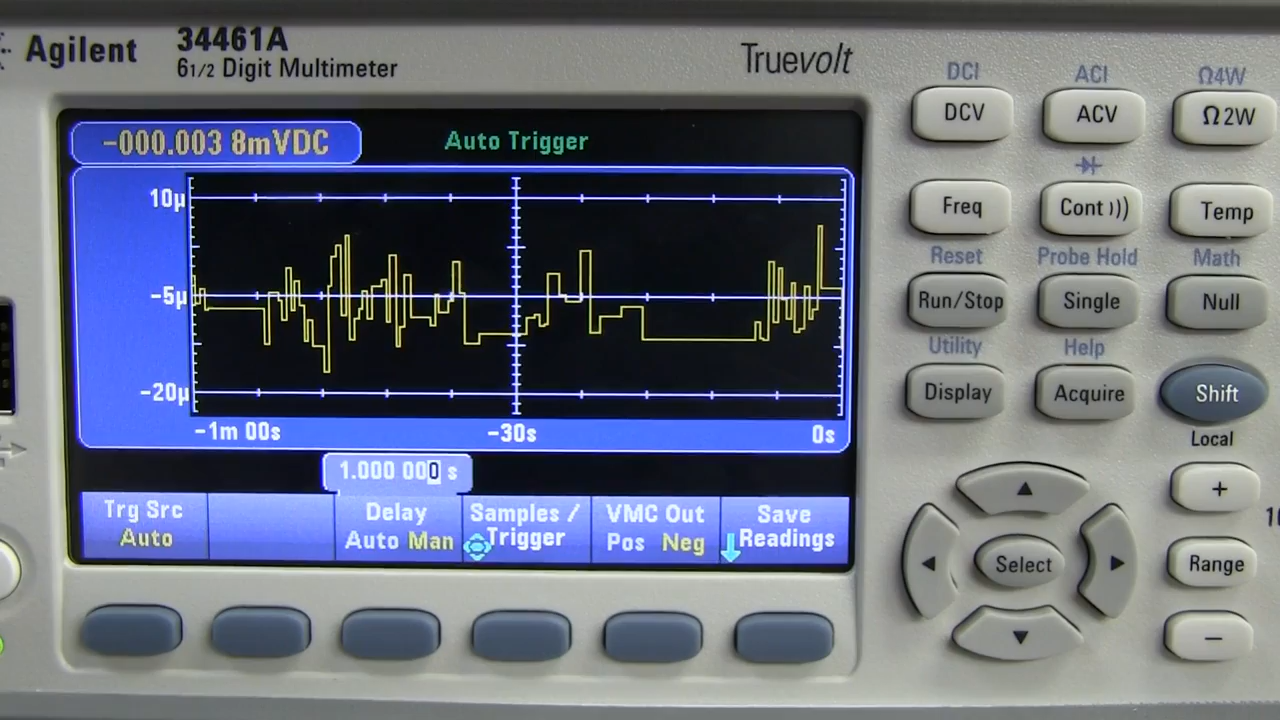 Agilent
34461A
6 1/2 Digit Multimeter
Truevolt
-000.003 8mVDC
Auto Trigger
10µ
-5µ
-20µ
-1m 00s
-30s
0s
1.000 000 s
Trg Src
Auto
Delay
Auto Man
Samples /
Trigger
VMC Out
Pos Neg
Save
Readings
DCI
ACI
Ω4W
DCV
ACV
Ω2W
Freq
Cont
Temp
Reset
Probe Hold
Math
Run/Stop
Single
Null
Utility
Help
Display
Acquire
Shift
Local
+
Select
Range
−
10